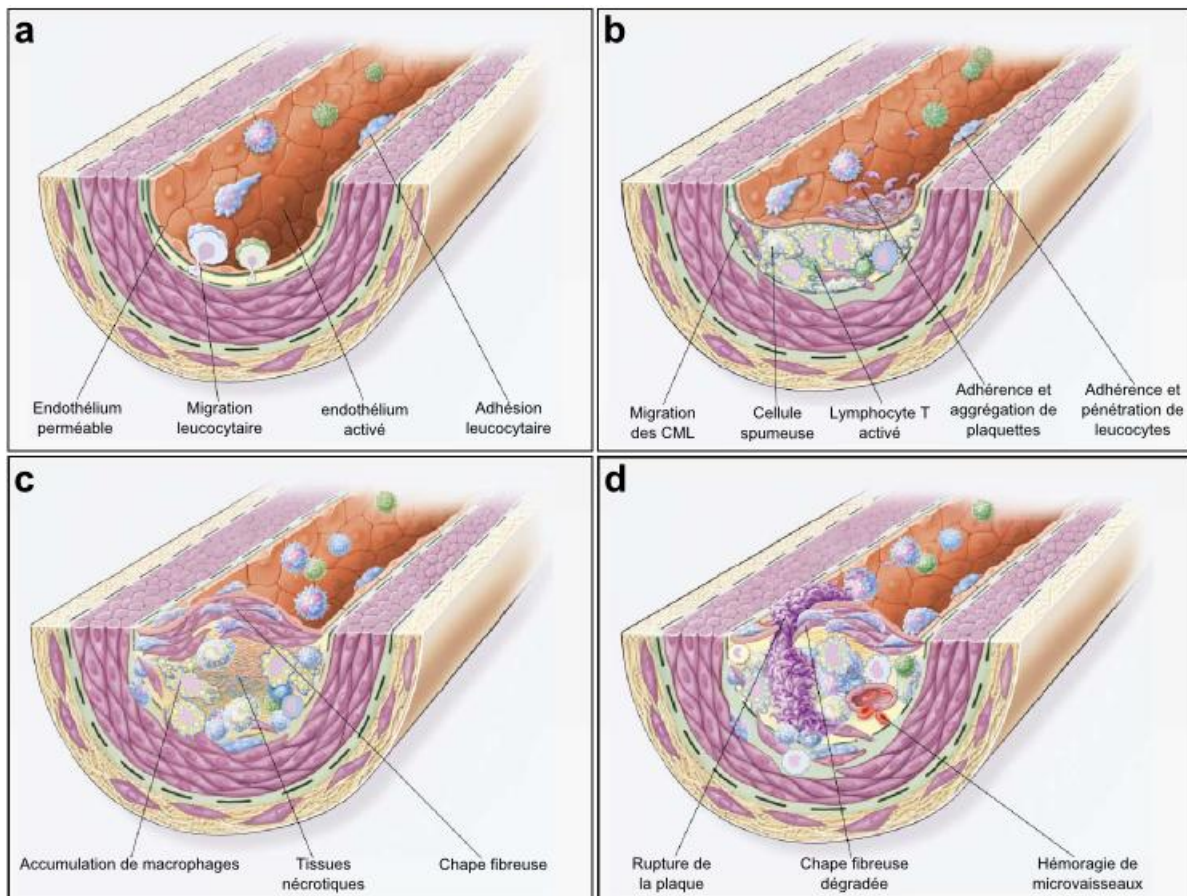 a
Endothélium
perméable
Migration
leucocytaire
endothélium
activé
Adhésion
leucocytaire
b
Migration
des CML
Cellule
spumeuse
Lymphocyte T
activé
Adhérence et
aggrégation de
plaquettes
Adhérence et
pénétration de
leucocytes
c
Accumulation de macrophages
Tissues
nécrotiques
Chape fibreuse
d
Rupture de
la plaque
Chape fibreuse
dégradée
Hémoragie de
microvaisseaux